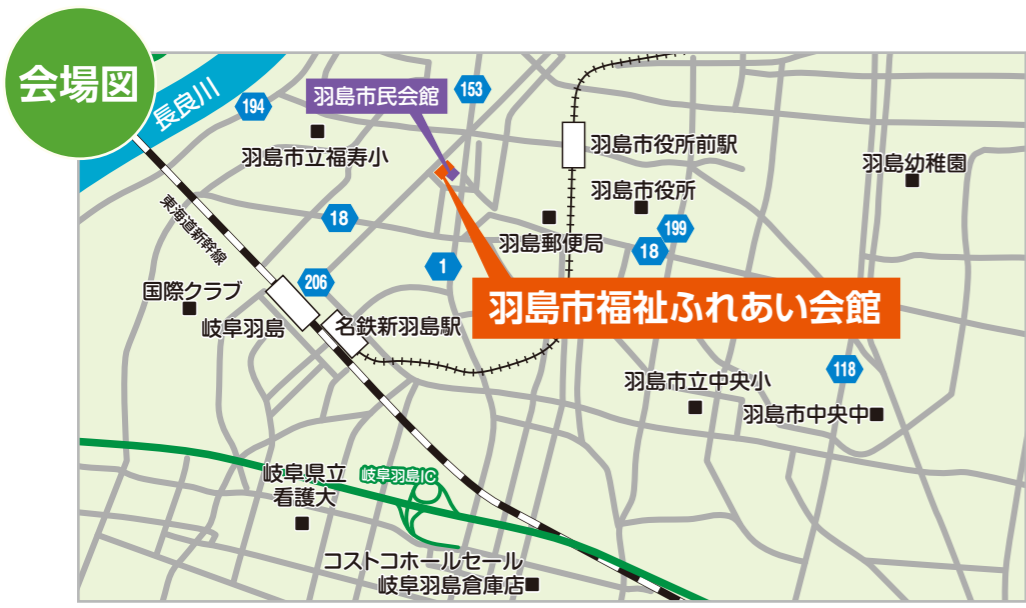 会場図
長良川
194
羽島市民会館
153
羽島市立福寿小
羽島市役所前駅
羽島幼稚園
羽島市役所
東海道新幹線
18
羽島郵便局
199
18
1
206
国際クラブ
岐阜羽島
名鉄新羽島駅
羽島市福祉ふれあい会館
118
羽島市立中央小
羽島市中央中
岐阜県立
看護大
岐阜羽島IC
コストコホールセール
岐阜羽島倉庫店